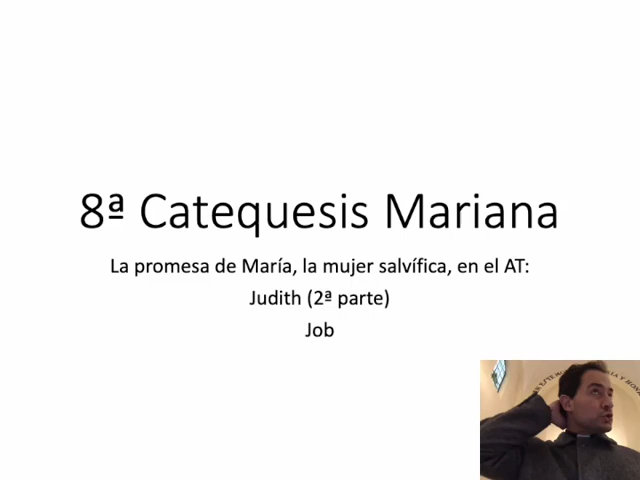 8ª Catequesis Mariana
La promesa de María, la mujer salvífica, en el AT:
Judith (2ª parte)
Job